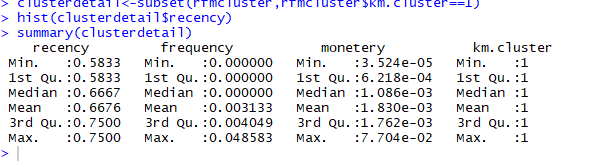 > clusterdetail<-subset(rfmcluster,rfmcluster$km.cluster==1)
> hist(clusterdetail$recency)
> summary(clusterdetail)
recency frequency monetery km.cluster
Min. :0.5833 Min. :0.000000 Min. :3.524e-05 Min. :1
1st Qu.:0.5833 1st Qu.:0.000000 1st Qu.:6.218e-04 1st Qu.:1
Median :0.6667 Median :0.000000 Median :1.086e-03 Median :1
Mean :0.6676 Mean :0.003133 Mean :1.830e-03 Mean :1
3rd Qu.:0.7500 3rd Qu.:0.004049 3rd Qu.:1.762e-03 3rd Qu.:1
Max. :0.7500 Max. :0.048583 Max. :7.704e-02 Max. :1
>